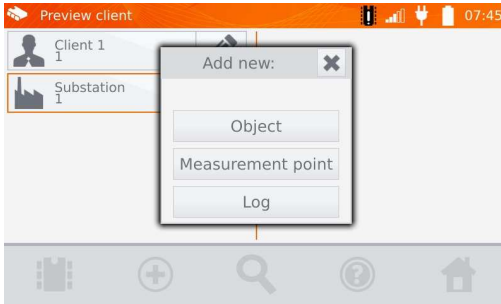 Preview client
07:45
Client 1
1
Substation
1
Add new:
Object
Measurement point
Log